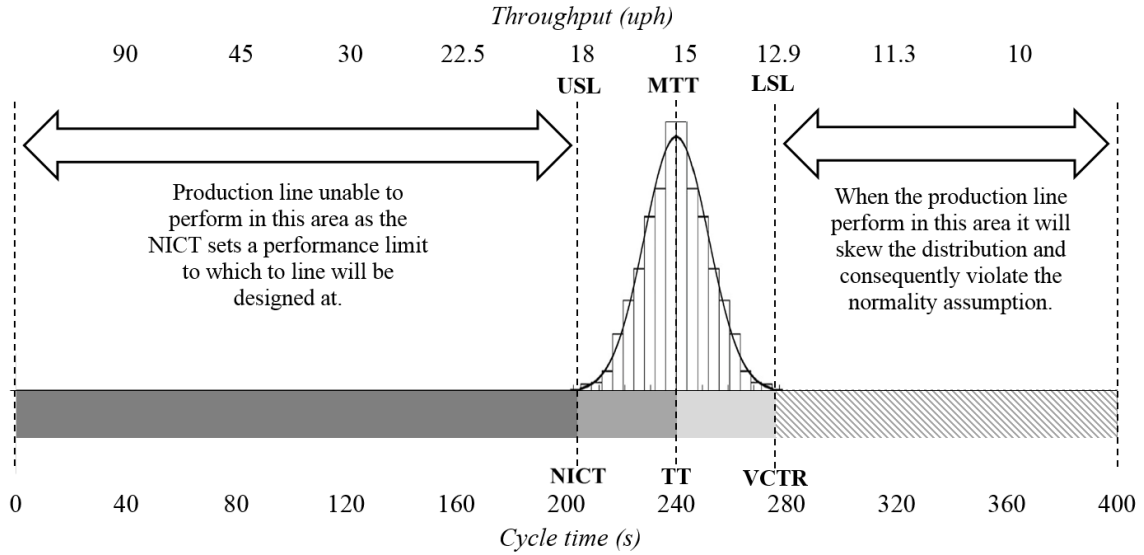 Throughput (uph)
90 45 30 22.5 18 15 12.9 11.3 10
USL MTT LSL
Production line unable to
perform in this area as the
NICT sets a performance limit
to which to line will be
designed at.
When the production line
perform in this area it will
skew the distribution and
consequently violate the
normality assumption.
NICT TT VCTR
0 40 80 120 160 200 240 280 320 360 400
Cycle time (s)